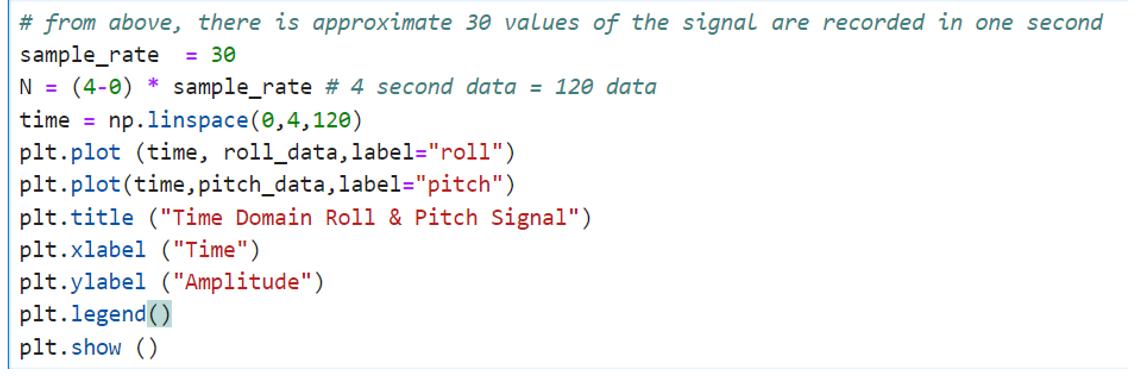 # from above, there is approximate 30 values of the signal are recorded in one second
sample_rate  = 30
N = (4-0) * sample_rate # 4 second data = 120 data
time = np.linspace(0,4,120)
plt.plot (time, roll_data,label="roll")
plt.plot(time,pitch_data,label="pitch")
plt.title ("Time Domain Roll & Pitch Signal")
plt.xlabel ("Time")
plt.ylabel ("Amplitude")
plt.legend()
plt.show ()